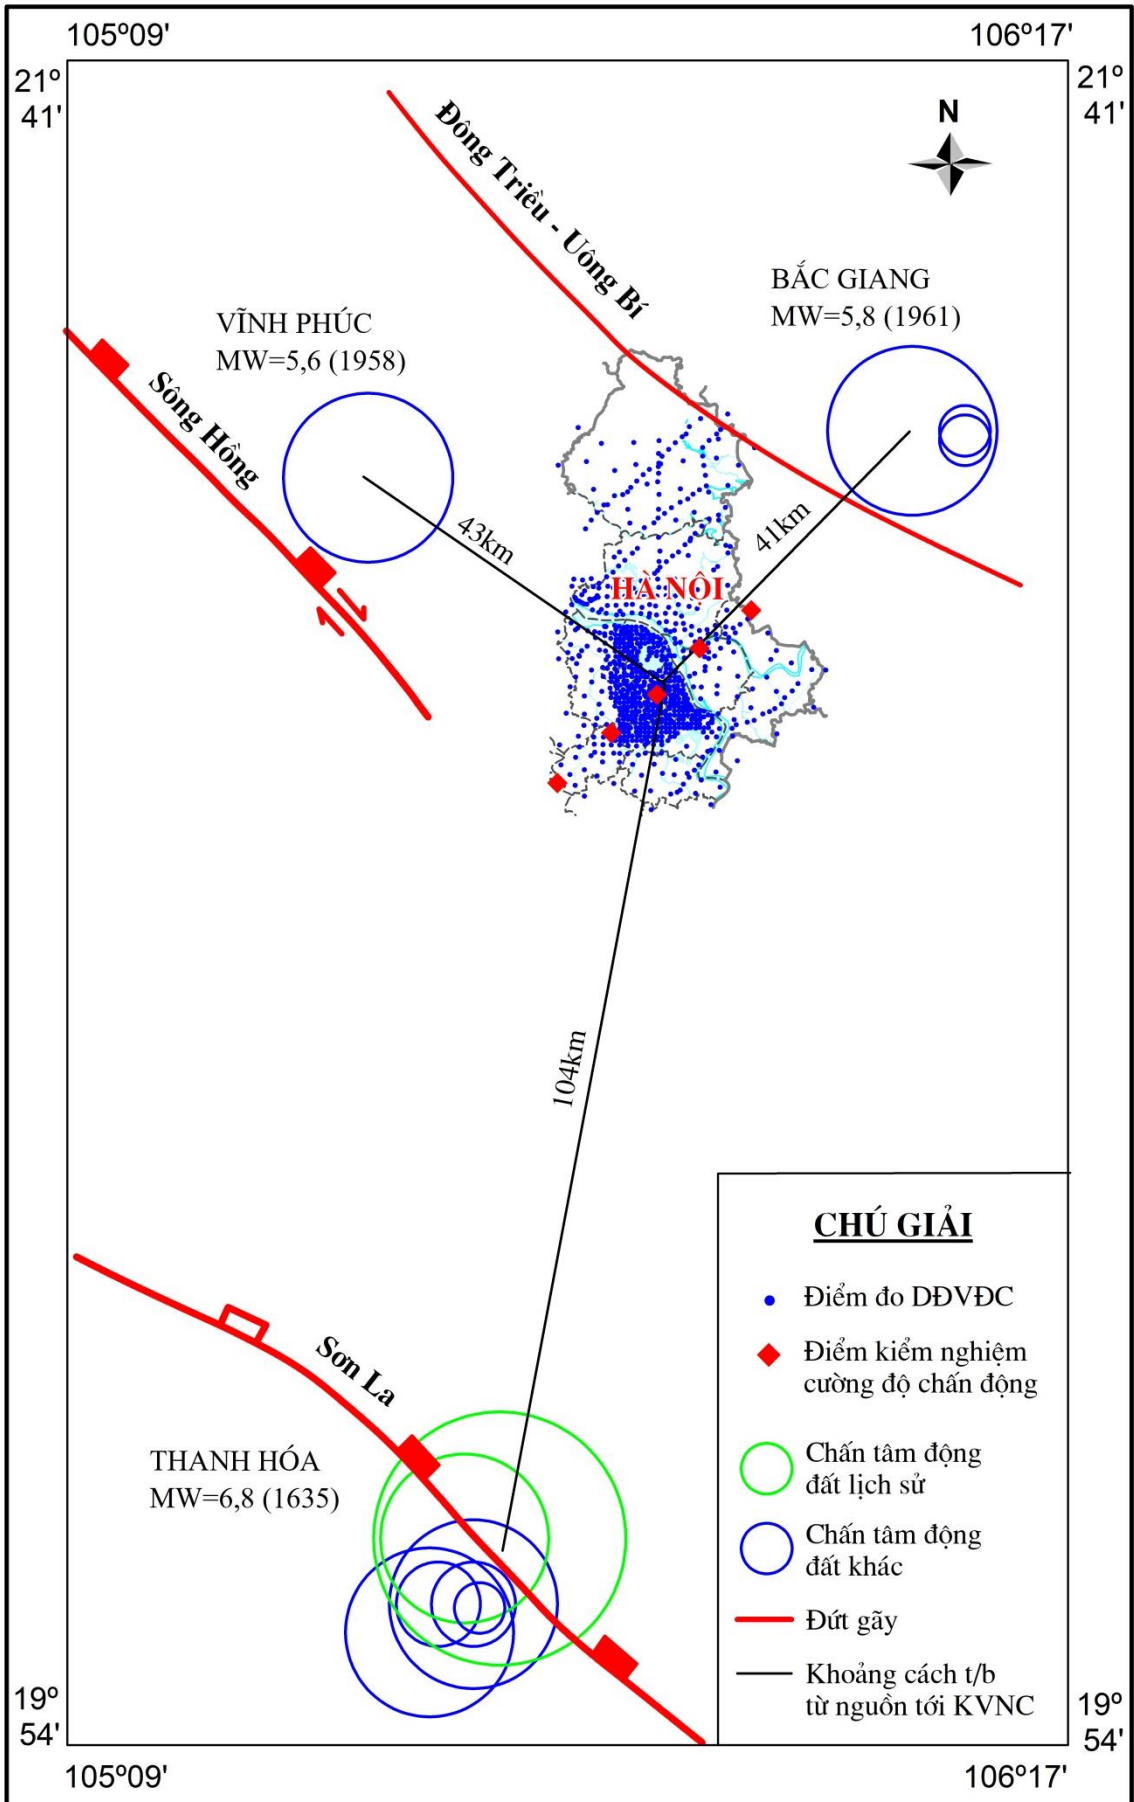 105º09'
106º17'
21º
41'
21º
41'
N
Đông Triều - Uông Bí
BẮC GIANG
MW=5,8 (1961)
VĨNH PHÚC
MW=5,6 (1958)
Sông Hồng
43km
41km
HÀ NỘI
104km
CHÚ GIẢI
Điểm đo DĐVĐC
Điểm kiểm nghiệm
cường độ chấn động
Sơn La
THANH HÓA
MW=6,8 (1635)
Chấn tâm động
đất lịch sử
Chấn tâm động
đất khác
Đứt gãy
Khoảng cách t/b
từ nguồn tới KVNC
19º
54'
19º
54'
105º09'
106º17'